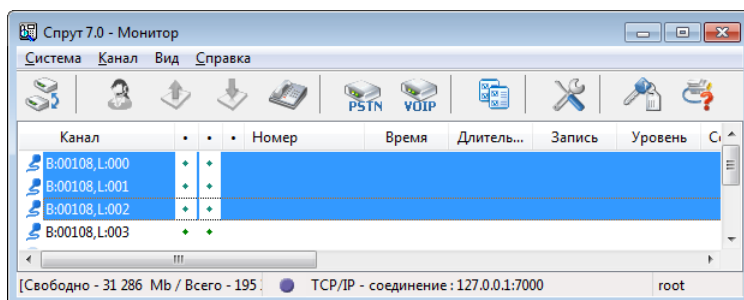 Спрут 7.0 - Монитор
Система Канал Вид Справка
PSTN VOIP
Канал • • • Номер Время Длитель... Запись Уровень
B:00108,L:000
B:00108,L:001
B:00108,L:002
B:00108,L:003
[Свободно - 31 286 Mb / Всего - 195 TCP/IP - соединение : 127.0.0.1:7000 root